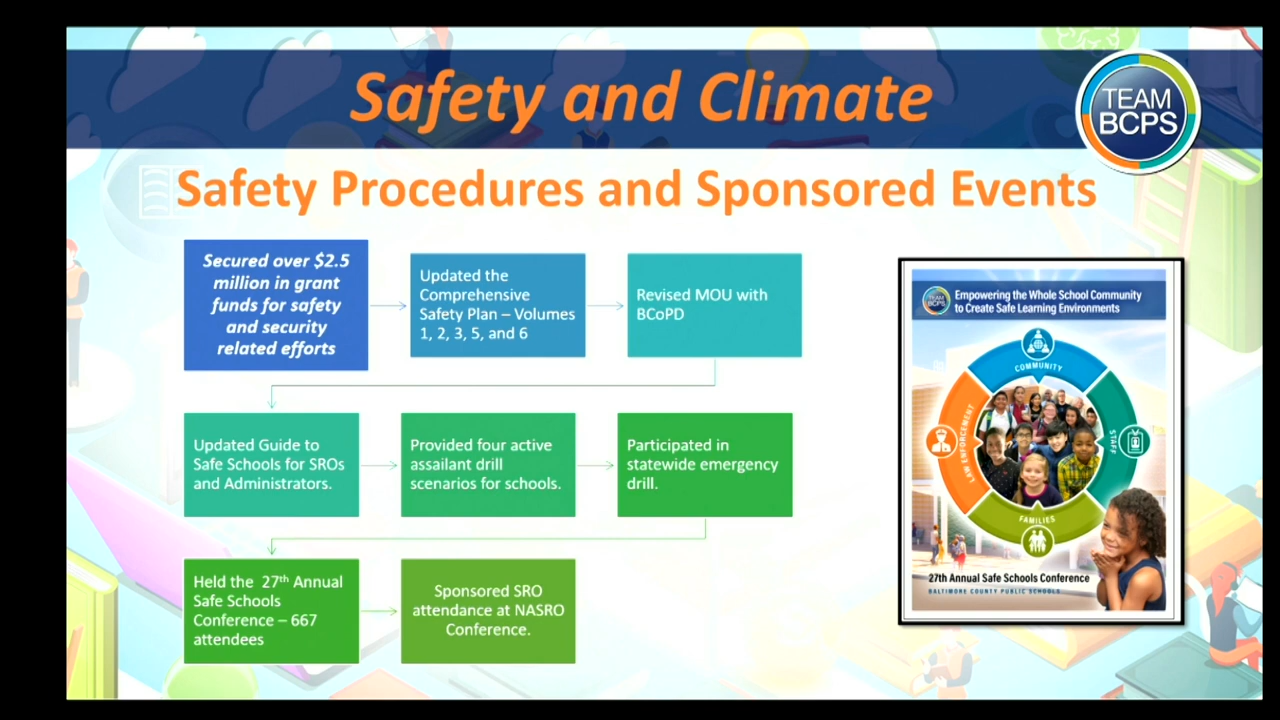 Safety and Climate
TEAM
BCPS
Safety Procedures and Sponsored Events
Secured over $2.5
million in grant
funds for safety
and security
related efforts
Updated the
Comprehensive
Safety Plan – Volumes
1, 2, 3, 5, and 6
Revised MOU with
BCoPD
Updated Guide to
Safe Schools for SROs
and Administrators.
Provided four active
assailant drill
scenarios for schools.
Participated in
statewide emergency
drill.
Held the 27th Annual
Safe Schools
Conference – 667
attendees
Sponsored SRO
attendance at NASRO
Conference.
TEAM
BCPS
Empowering the Whole School Community
to Create Safe Learning Environments
COMMUNITY
LAW ENFORCEMENT
STAFF
FAMILIES
27th Annual Safe Schools Conference
BALTIMORE COUNTY PUBLIC SCHOOLS